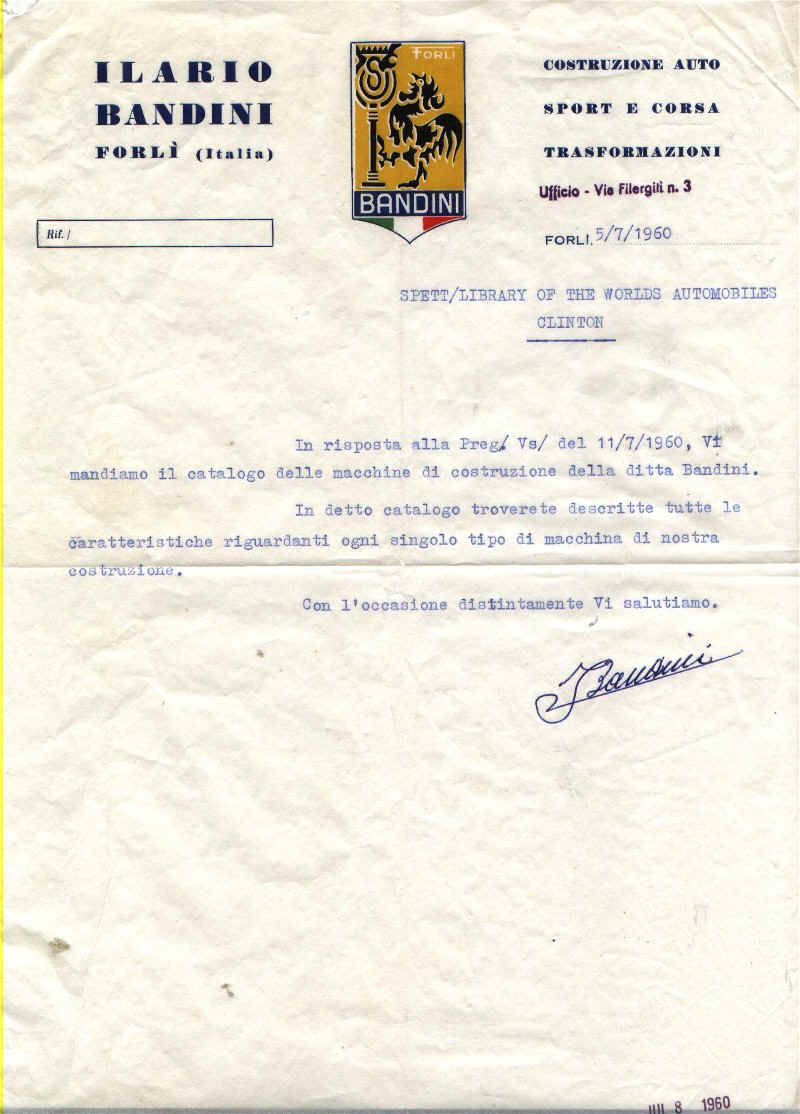 ILARIO
BANDINI
FORLÌ (Italia)
FORLI
BANDINI
COSTRUZIONE AUTO
SPORT E CORSA
TRASFORMAZIONI
Ufficio - Via Filergiti n. 3
Rif. /
FORLI, 5/7/1960
SPETT/LIBRARY OF THE WORLDS AUTOMOBILES
CLINTON
In risposta alla Preg/ Vs/ del 11/7/1960, Vi
mandiamo il catalogo delle macchine di costruzione della ditta Bandini.
In detto catalogo troverete descritte tutte le
caratteristiche riguardanti ogni singolo tipo di macchina di nostra
costruzione.
Con l'occasione distintamente Vi salutiamo.
I Bandini
JUL 8 1960